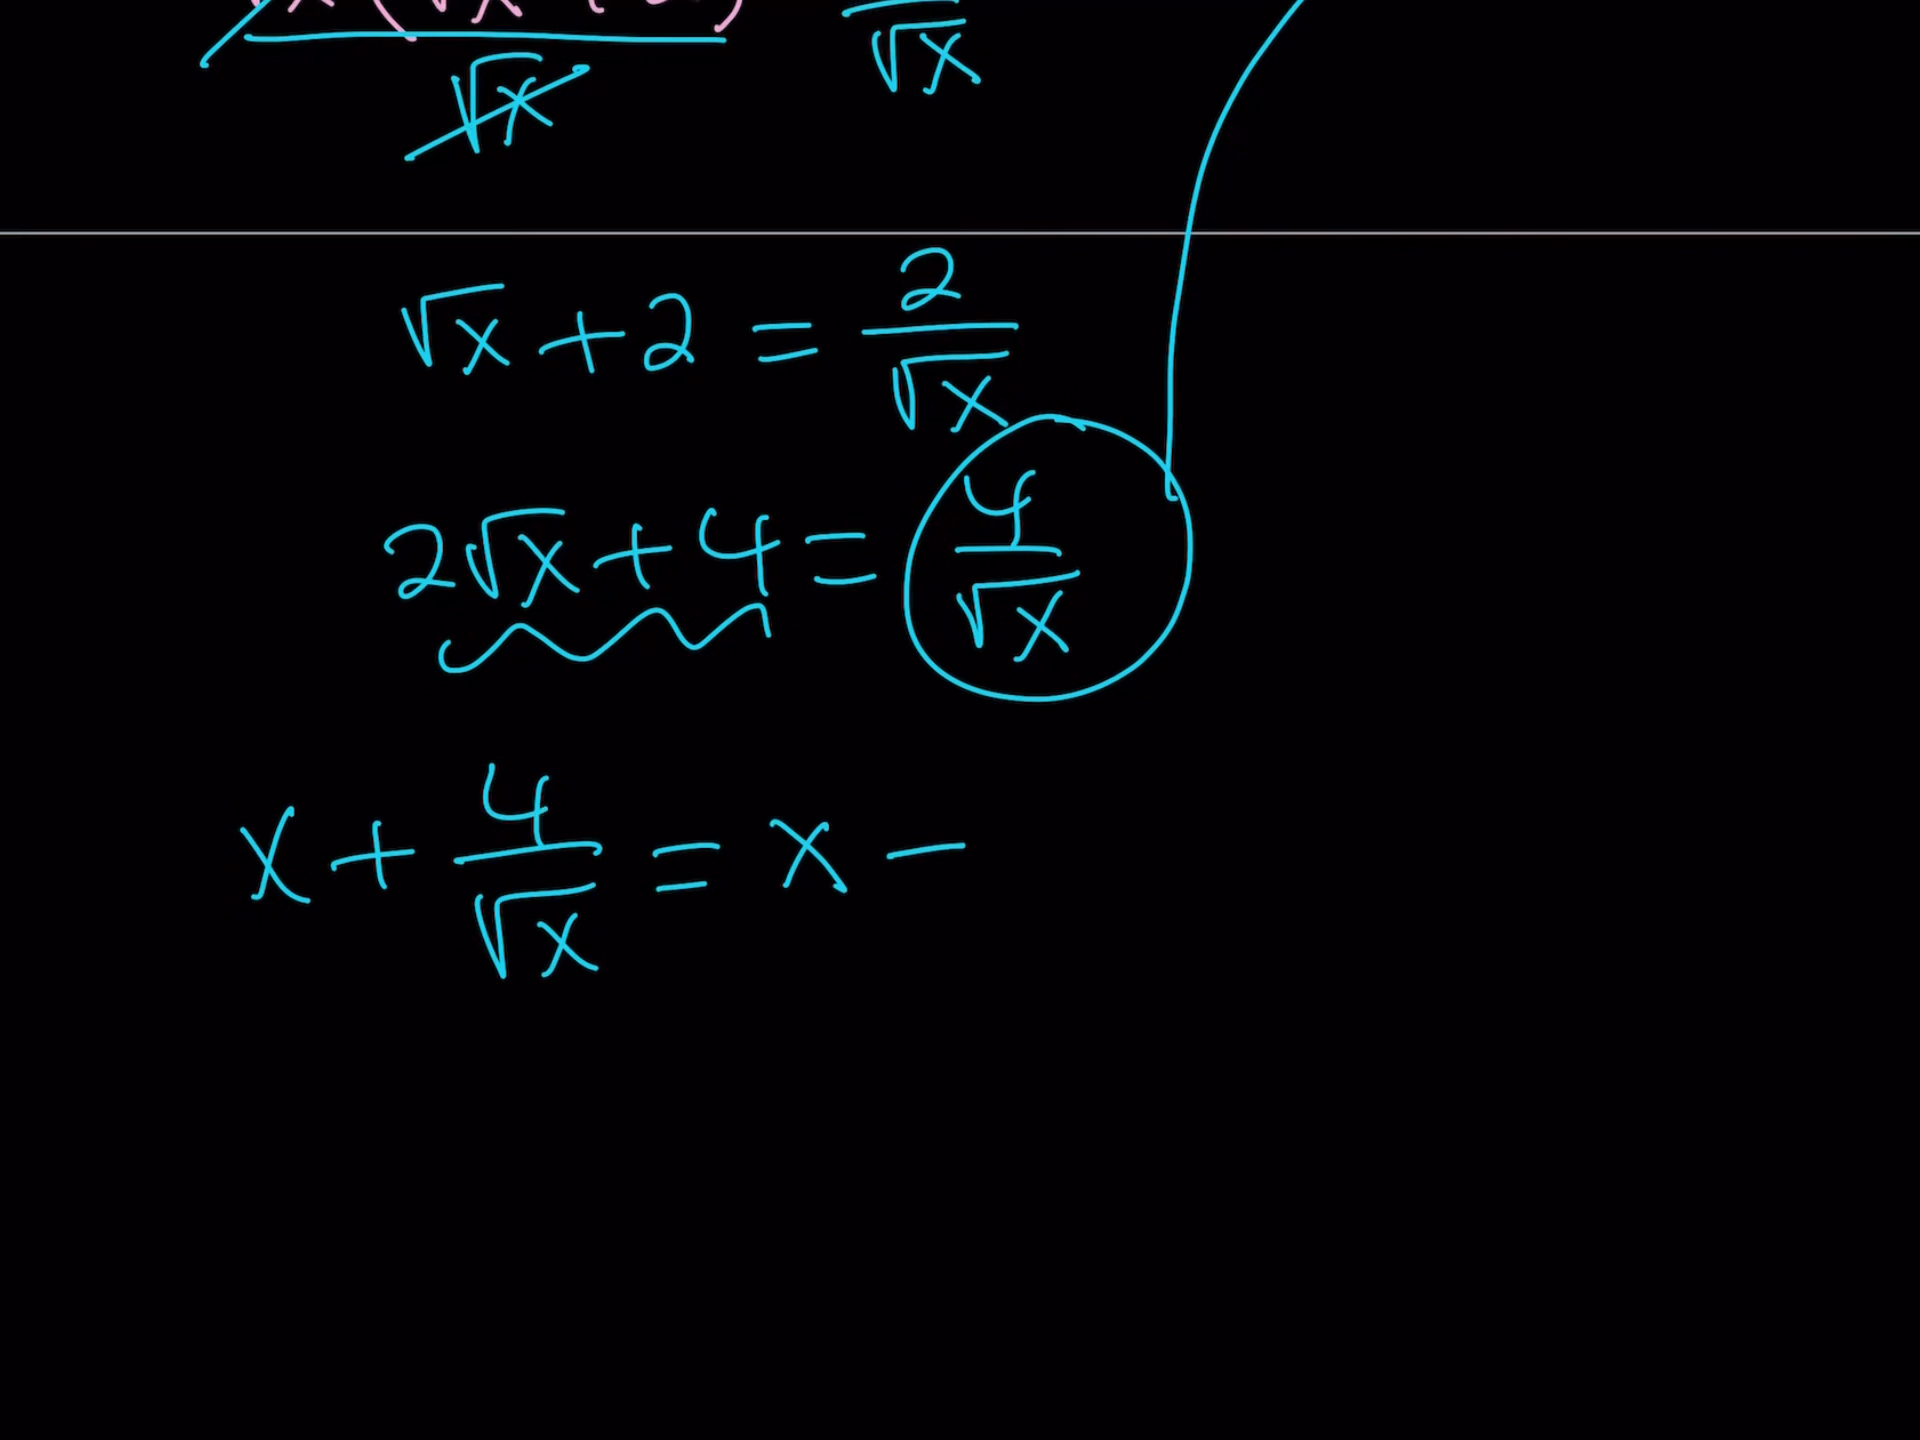 √x
√x
√x + 2 = 2/√x
2√x + 4 = 4/√x
x + 4/√x = x −